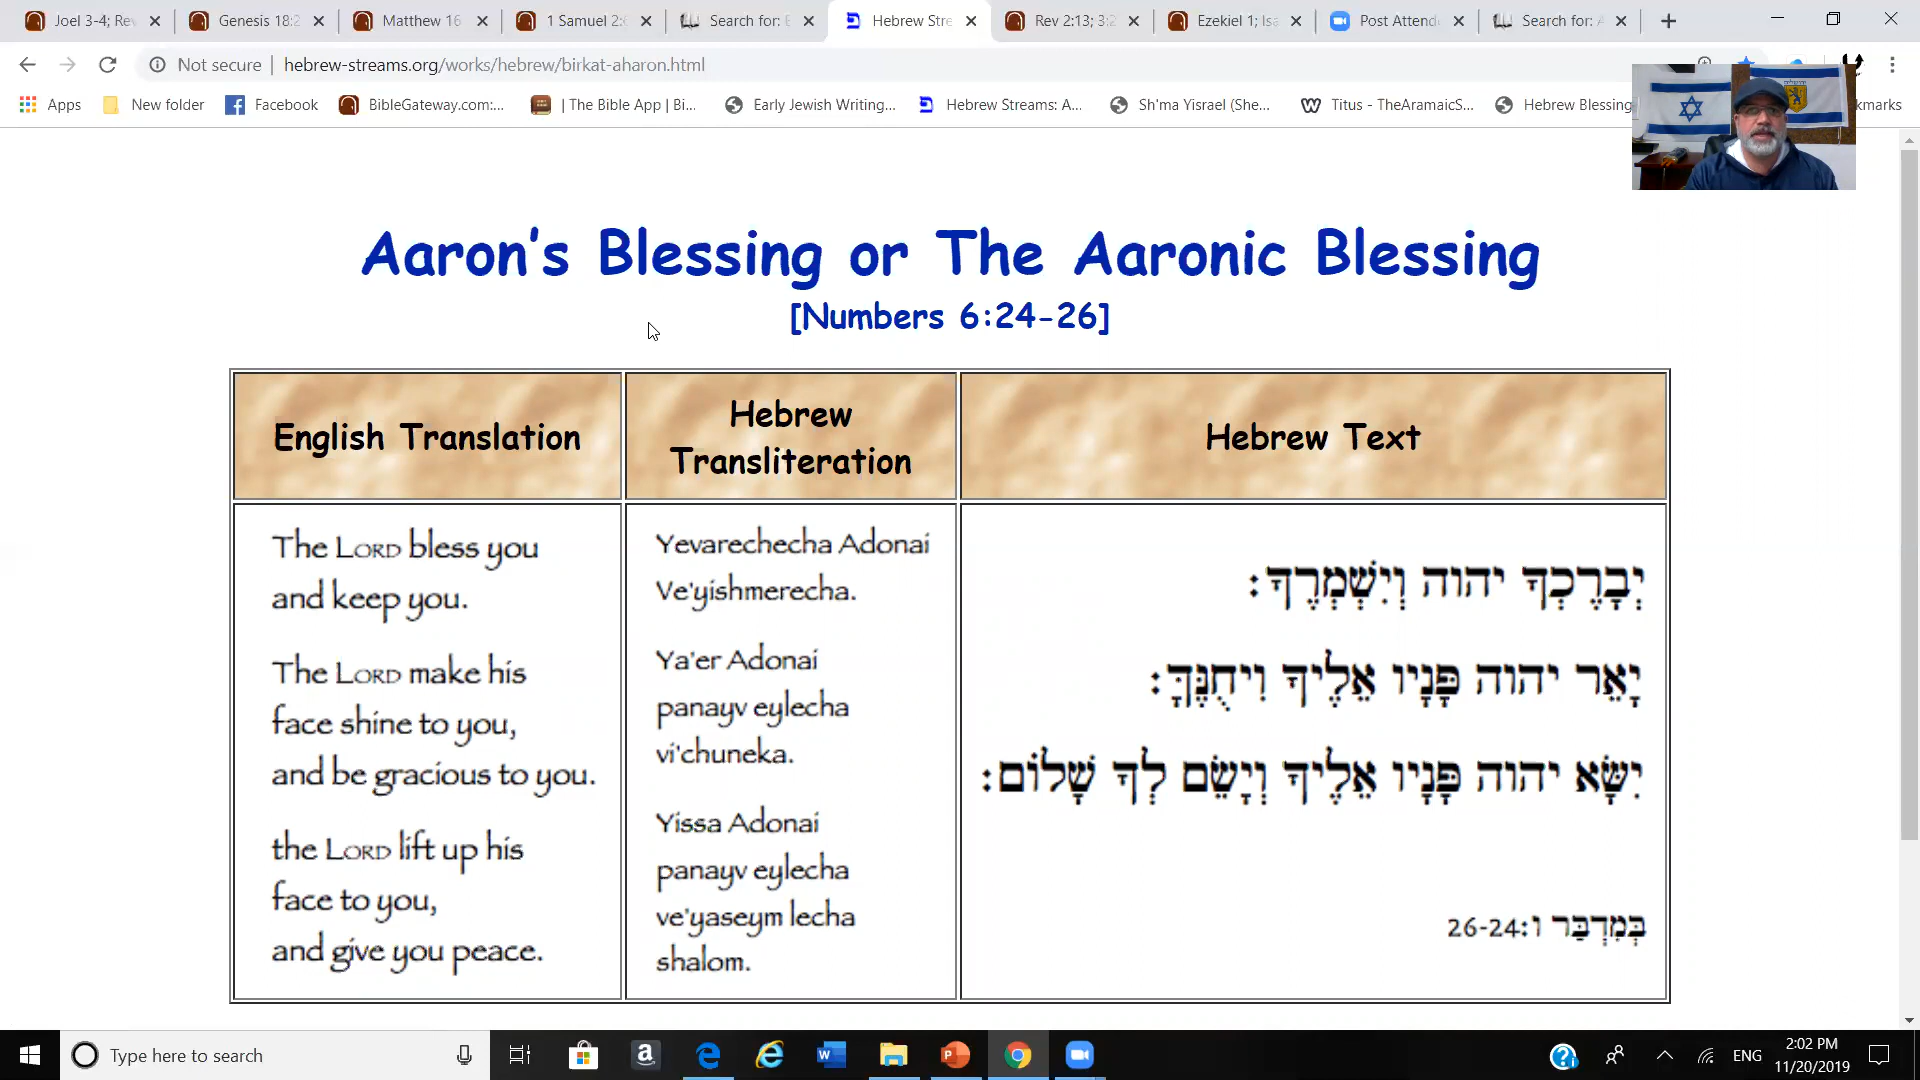 Joel 3-4; Rev
Genesis 18:2
Matthew 16
1 Samuel 2:6
Search for: E
Hebrew Stre
Rev 2:13; 3:2
Ezekiel 1; Isa
Post Attende
Search for: A
Not secure | hebrew-streams.org/works/hebrew/birkat-aharon.html
Apps
New folder
Facebook
BibleGateway.com:...
| The Bible App | Bi...
Early Jewish Writing...
Hebrew Streams: A...
Sh'ma Yisrael (She...
Titus - TheAramaicS...
Hebrew Blessing
kmarks
Aaron's Blessing or The Aaronic Blessing
[Numbers 6:24-26]
English Translation
Hebrew
Transliteration
Hebrew Text
The LORD bless you
and keep you.
The LORD make his
face shine to you,
and be gracious to you.
the LORD lift up his
face to you,
and give you peace.
Yevarechecha Adonai
Ve'yishmerecha.
Ya'er Adonai
panayv eylecha
vi'chuneka.
Yissa Adonai
panayv eylecha
ve'yaseym lecha
shalom.
יְבָרֶכְךָ יהוה וְיִשְׁמְרֶךָ:
יָאֵר יהוה פָּנָיו אֵלֶיךָ וִיחֻנֶּךָּ:
יִשָּׂא יהוה פָּנָיו אֵלֶיךָ וְיָשֵׂם לְךָ שָׁלוֹם:
בְּמִדְבַּר ו:26-24
Type here to search
ENG
2:02 PM
11/20/2019